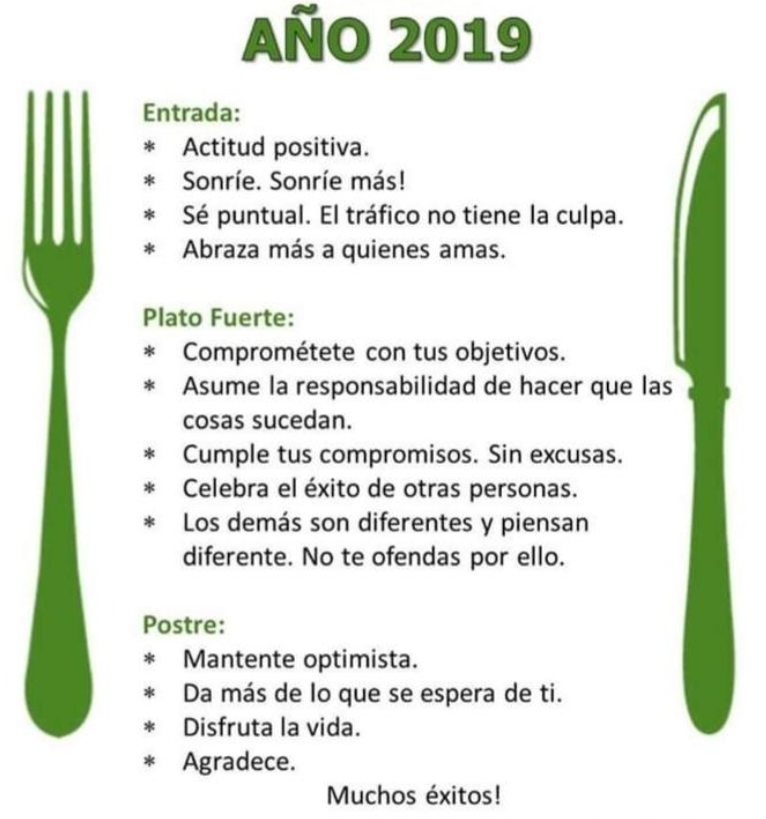 AÑO 2019
Entrada:
* Actitud positiva.
* Sonríe. Sonríe más!
* Sé puntual. El tráfico no tiene la culpa.
* Abraza más a quienes amas.
Plato Fuerte:
* Comprométete con tus objetivos.
* Asume la responsabilidad de hacer que las
cosas sucedan.
* Cumple tus compromisos. Sin excusas.
* Celebra el éxito de otras personas.
* Los demás son diferentes y piensan
diferente. No te ofendas por ello.
Postre:
* Mantente optimista.
* Da más de lo que se espera de ti.
* Disfruta la vida.
* Agradece.
Muchos éxitos!